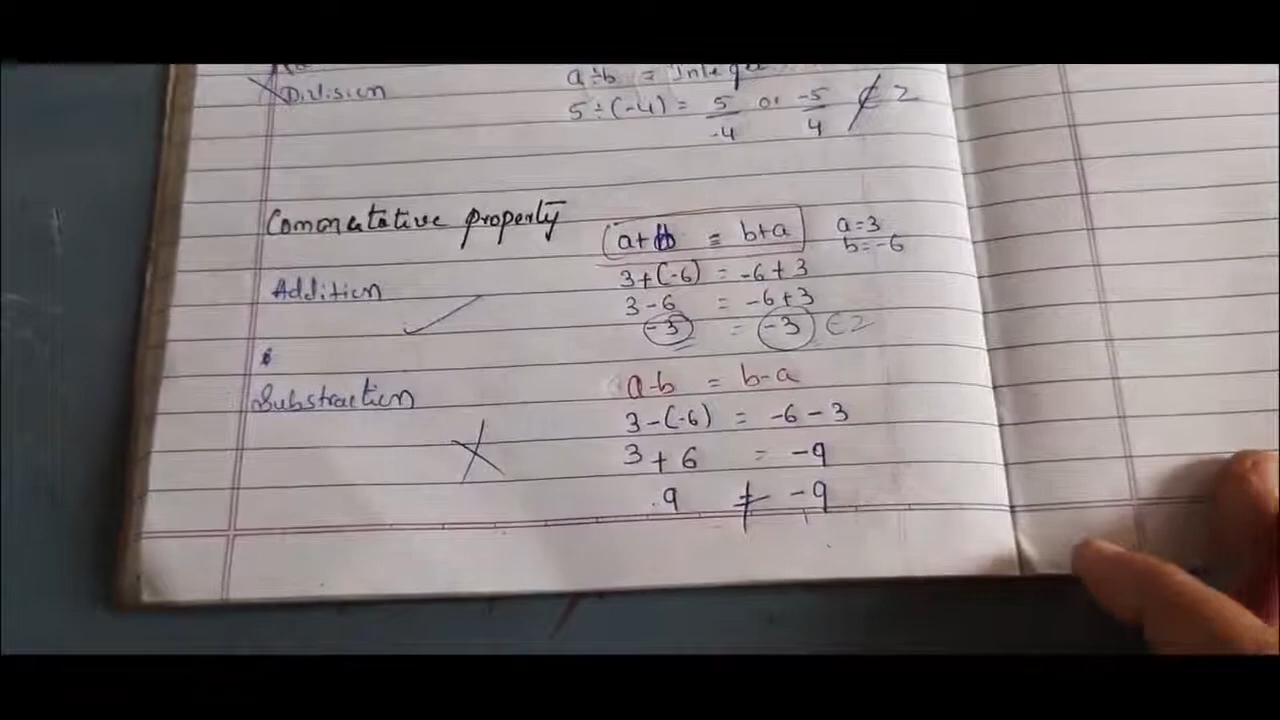 Division
a÷b = Integer
5÷(-4) = 5/-4 or -5/4 ∉ Z
Commutative property
a+b = b+a
a=3
b=-6
Addition
3+(-6) = -6+3
3-6 = -6+3
-3 = -3 ∈ Z
Substraction
a-b = b-a
3-(-6) = -6-3
3+6 = -9
9 ≠ -9